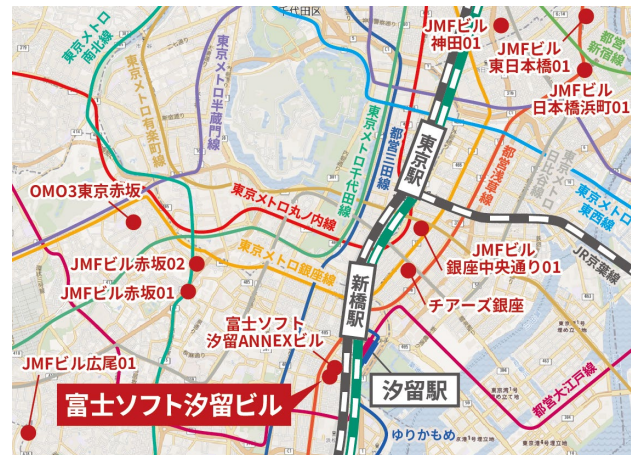 千代田区
東京メトロ
南北線
東京メトロ有楽町線
東京メトロ半蔵門線
東京メトロ千代田線
都営三田線
JMFビル
神田01
都営
新宿線
JMFビル
東日本橋01
JMFビル
日本橋浜町01
東京駅
都営浅草線
東京メトロ
日比谷線
東京メトロ
東西線
OMO3東京赤坂
東京メトロ丸ノ内線
JMFビル
銀座中央通り01
JR京葉線
JMFビル赤坂02
東京メトロ銀座線
新橋駅
チアーズ銀座
JMFビル赤坂01
富士ソフト
汐留ANNEXビル
JMFビル広尾01
汐留駅
富士ソフト汐留ビル
都営大江戸線
ゆりかもめ